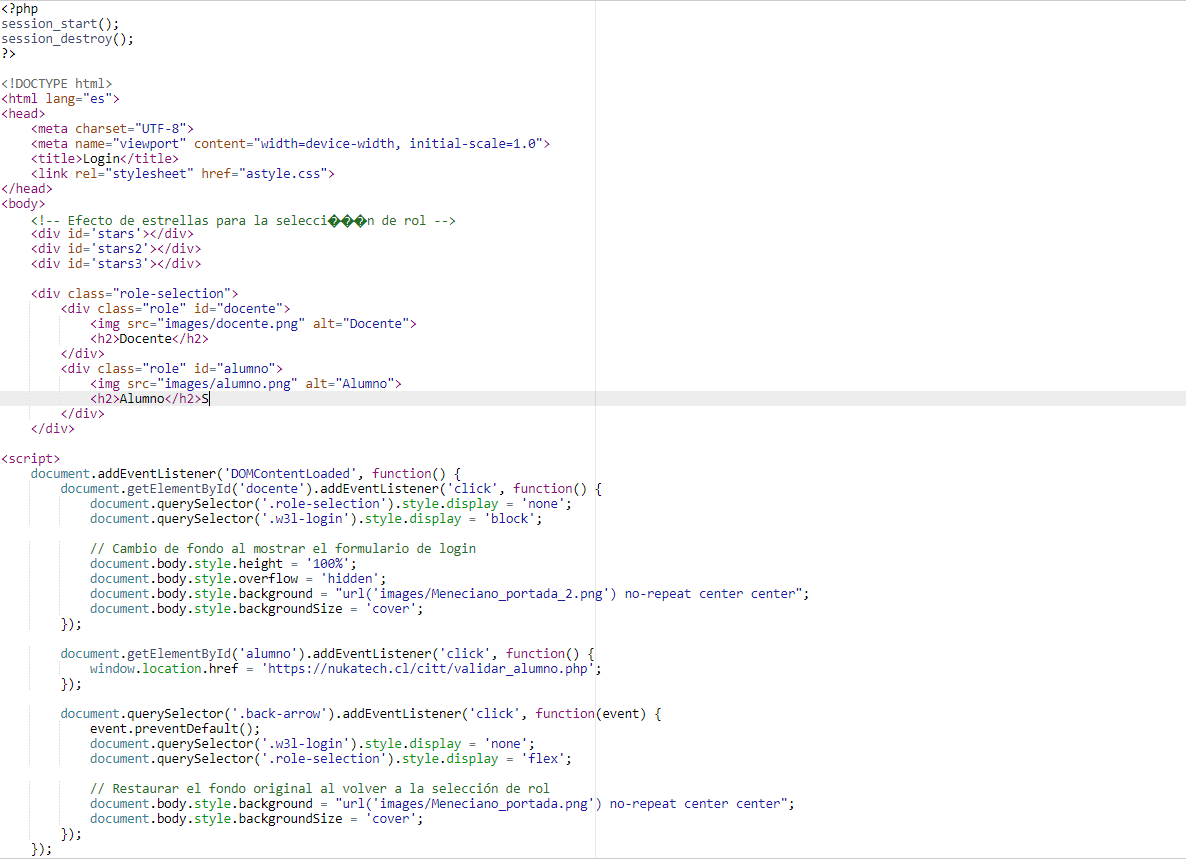 <?php
session_start();
session_destroy();
?>
<!DOCTYPE html>
<html lang="es">
<head>
    <meta charset="UTF-8">
    <meta name="viewport" content="width=device-width, initial-scale=1.0">
    <title>Login</title>
    <link rel="stylesheet" href="astyle.css">
</head>
<body>
    <!-- Efecto de estrellas para la selecci���n de rol -->
    <div id='stars'></div>
    <div id='stars2'></div>
    <div id='stars3'></div>

    <div class="role-selection">
        <div class="role" id="docente">
            <img src="images/docente.png" alt="Docente">
            <h2>Docente</h2>
        </div>
        <div class="role" id="alumno">
            <img src="images/alumno.png" alt="Alumno">
            <h2>Alumno</h2>S
        </div>
    </div>

<script>
    document.addEventListener('DOMContentLoaded', function() {
        document.getElementById('docente').addEventListener('click', function() {
            document.querySelector('.role-selection').style.display = 'none';
            document.querySelector('.w3l-login').style.display = 'block';

            // Cambio de fondo al mostrar el formulario de login
            document.body.style.height = '100%';
            document.body.style.overflow = 'hidden';
            document.body.style.background = "url('images/Meneciano_portada_2.png') no-repeat center center";
            document.body.style.backgroundSize = 'cover';
        });

        document.getElementById('alumno').addEventListener('click', function() {
            window.location.href = 'https://nukatech.cl/citt/validar_alumno.php';
        });

        document.querySelector('.back-arrow').addEventListener('click', function(event) {
            event.preventDefault();
            document.querySelector('.w3l-login').style.display = 'none';
            document.querySelector('.role-selection').style.display = 'flex';

            // Restaurar el fondo original al volver a la selección de rol
            document.body.style.background = "url('images/Meneciano_portada.png') no-repeat center center";
            document.body.style.backgroundSize = 'cover';
        });
    });